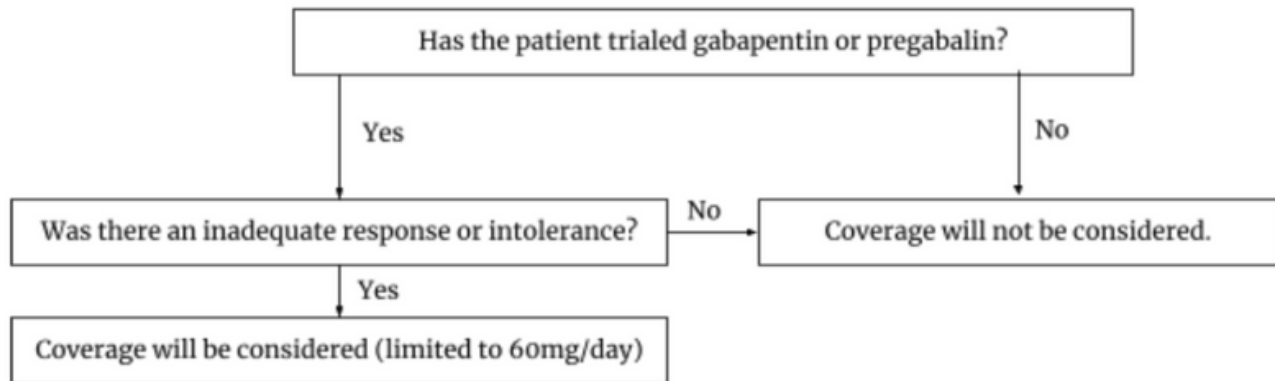 Has the patient trialed gabapentin or pregabalin?
Yes
No
Was there an inadequate response or intolerance?
No
Coverage will not be considered.
Yes
Coverage will be considered (limited to 60mg/day)